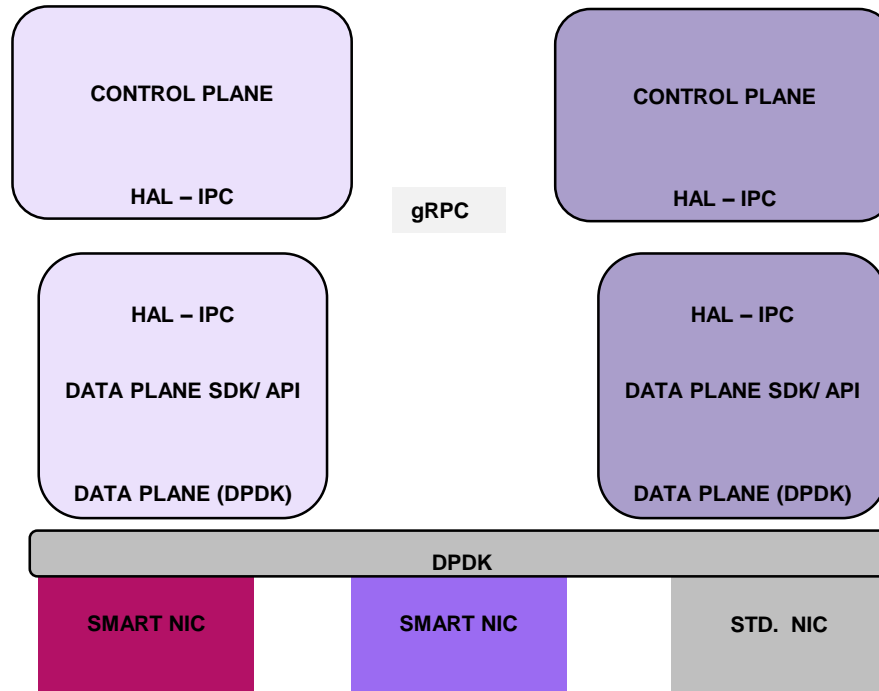 CONTROL PLANE
HAL – IPC
CONTROL PLANE
HAL – IPC
gRPC
HAL – IPC
DATA PLANE SDK/ API
DATA PLANE (DPDK)
HAL – IPC
DATA PLANE SDK/ API
DATA PLANE (DPDK)
DPDK
SMART NIC
SMART NIC
STD. NIC